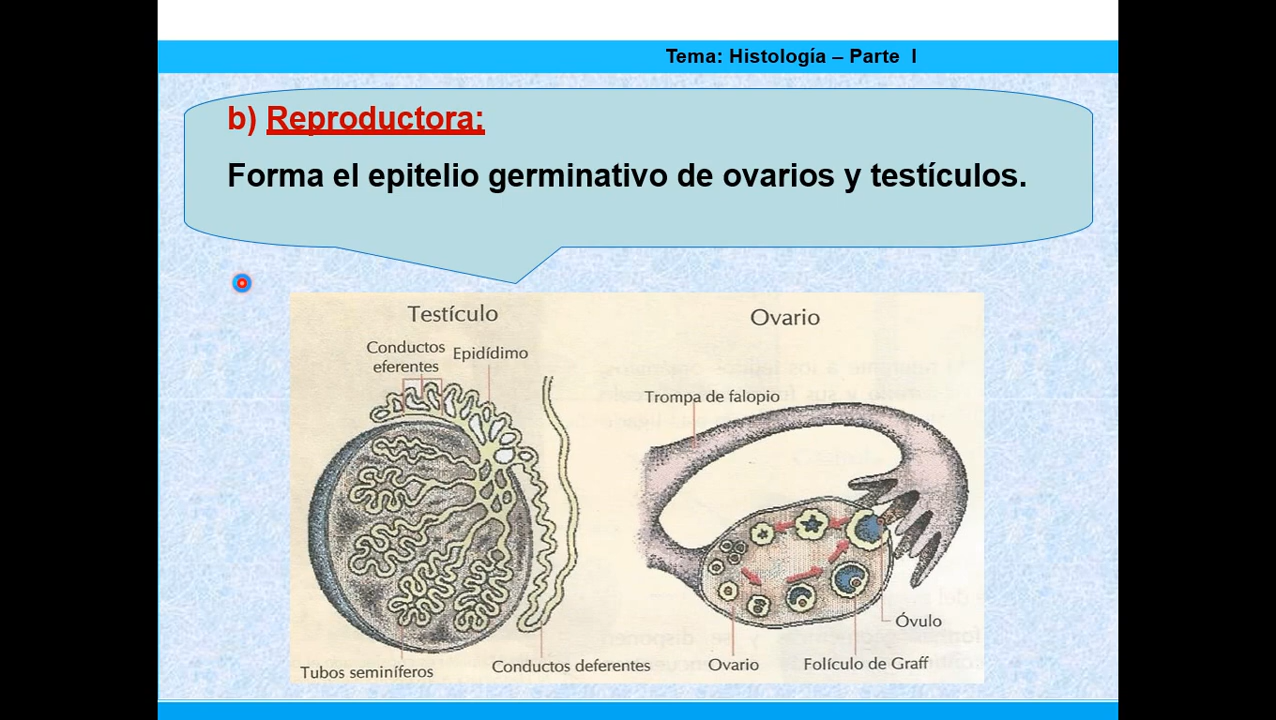 Tema: Histología – Parte I
b) Reproductora:
Forma el epitelio germinativo de ovarios y testículos.
Testículo
Ovario
Conductos
eferentes
Epidídimo
Trompa de falopio
Óvulo
Tubos seminíferos
Conductos deferentes
Ovario
Folículo de Graff